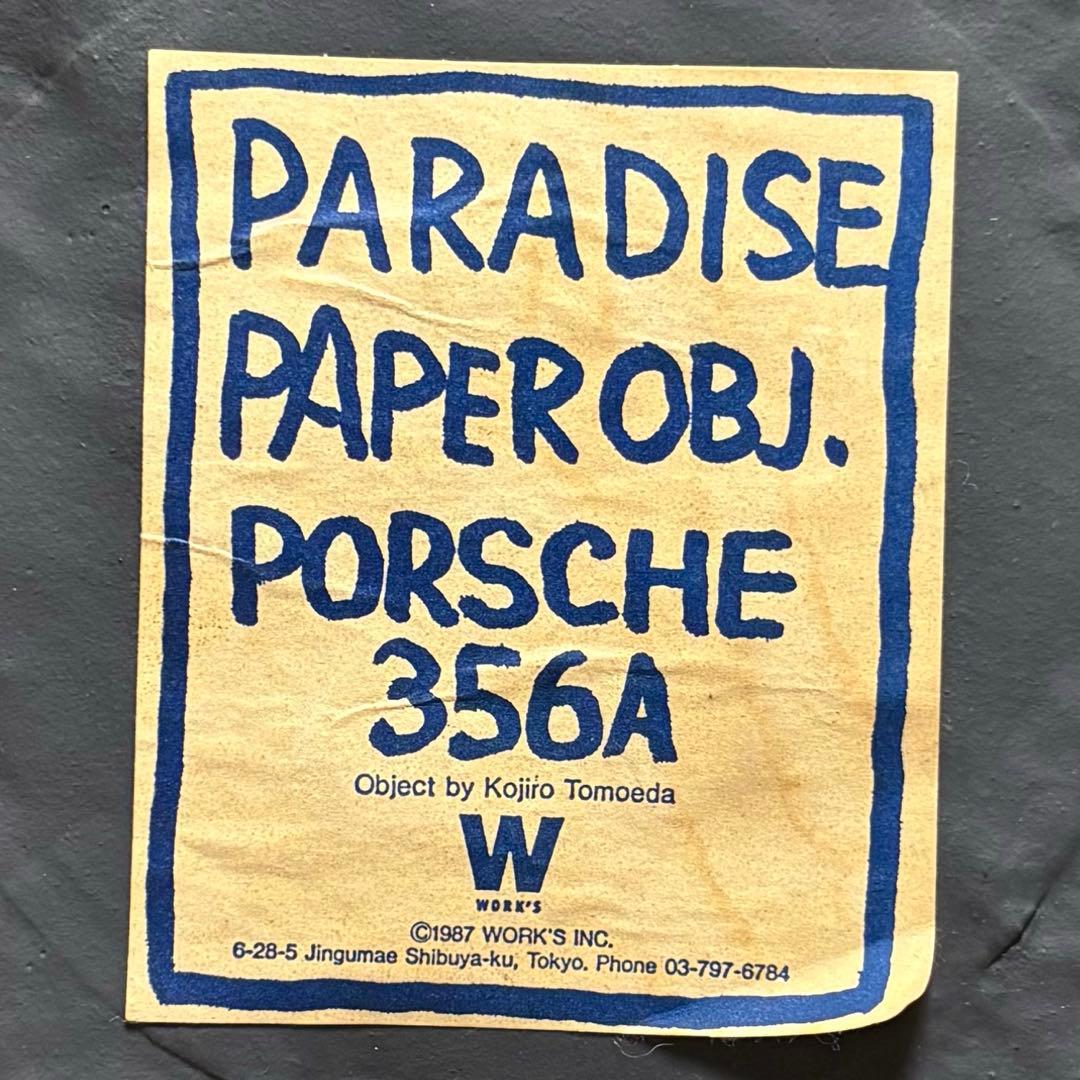 PARADISE
PAPER OBJ.
PORSCHE
356A
Object by Kojiro Tomoeda
W
WORK'S
©1987 WORK'S INC.
6-28-5 Jingumae Shibuya-ku, Tokyo. Phone 03-797-6784